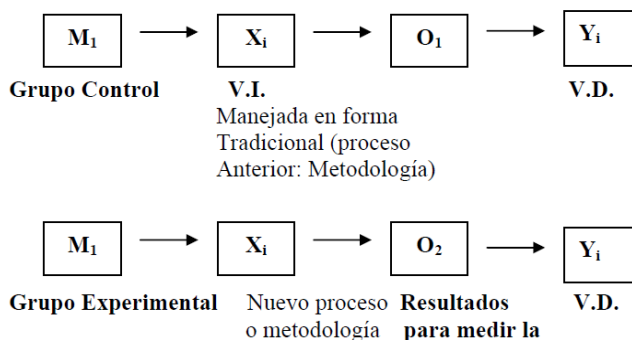 M₁ Xᵢ O₁ Yᵢ
Grupo Control V.I. V.D.
Manejada en forma
Tradicional (proceso
Anterior: Metodología)
M₁ Xᵢ O₂ Yᵢ
Grupo Experimental Nuevo proceso Resultados V.D.
o metodología para medir la